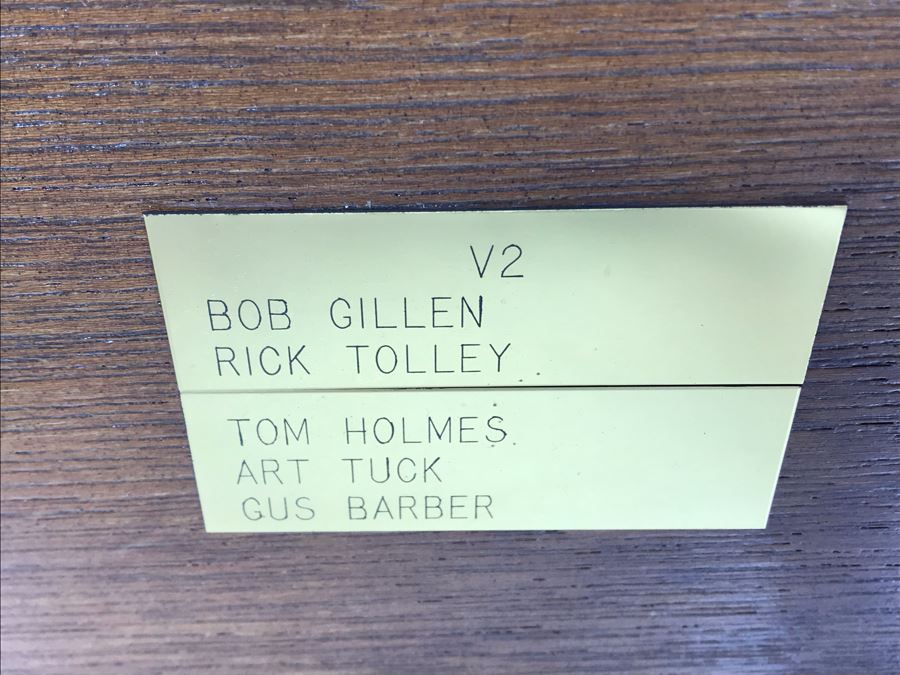 V2
BOB GILLEN
RICK TOLLEY
TOM HOLMES.
ART TUCK
GUS BARBER